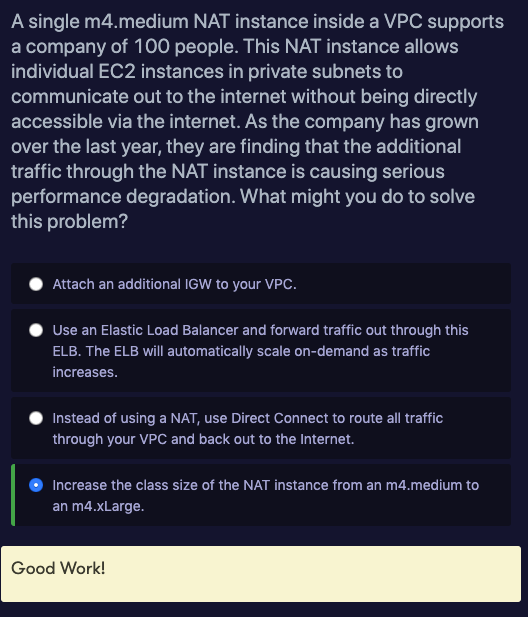 A single m4.medium NAT instance inside a VPC supports
a company of 100 people. This NAT instance allows
individual EC2 instances in private subnets to
communicate out to the internet without being directly
accessible via the internet. As the company has grown
over the last year, they are finding that the additional
traffic through the NAT instance is causing serious
performance degradation. What might you do to solve
this problem?
Attach an additional IGW to your VPC.
Use an Elastic Load Balancer and forward traffic out through this
ELB. The ELB will automatically scale on-demand as traffic
increases.
Instead of using a NAT, use Direct Connect to route all traffic
through your VPC and back out to the Internet.
Increase the class size of the NAT instance from an m4.medium to
an m4.xLarge.
Good Work!